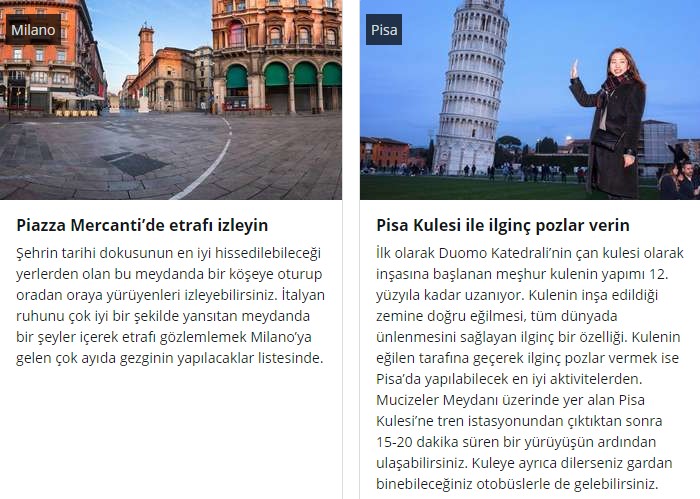 Milano
Piazza Mercanti’de etrafı izleyin
Şehrin tarihi dokusunun en iyi hissedilebileceği
yerlerden olan bu meydanda bir köşeye oturup
oradan oraya yürüyenleri izleyebilirsiniz. İtalyan
ruhunu çok iyi bir şekilde yansıtan meydanda
bir şeyler içerek etrafı gözlemlemek Milano’ya
gelen çok ayıda gezginin yapılacaklar listesinde.
Pisa
Pisa Kulesi ile ilginç pozlar verin
İlk olarak Duomo Katedrali’nin çan kulesi olarak
inşasına başlanan meşhur kulenin yapımı 12.
yüzyıla kadar uzanıyor. Kulenin inşa edildiği
zemine doğru eğilmesi, tüm dünyada
ünlenmesini sağlayan ilginç bir özelliği. Kulenin
eğilen tarafına geçerek ilginç pozlar vermek ise
Pisa’da yapılabilecek en iyi aktivitelerden.
Mucizeler Meydanı üzerinde yer alan Pisa
Kulesi’ne tren istasyonundan çıktıktan sonra
15-20 dakika süren bir yürüyüşün ardından
ulaşabilirsiniz. Kuleye ayrıca dilerseniz gardan
binebileceğiniz otobüslerle de gelebilirsiniz.